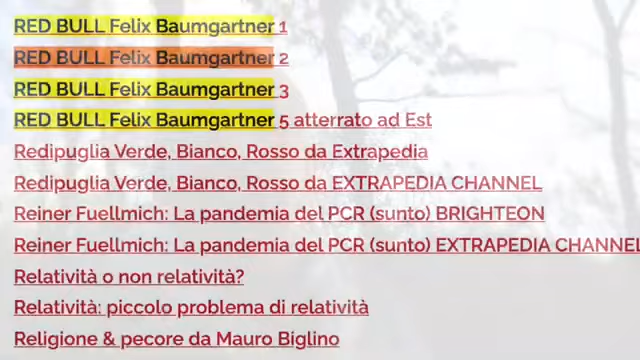 RED BULL Felix Baumgartner 1
RED BULL Felix Baumgartner 2
RED BULL Felix Baumgartner 3
RED BULL Felix Baumgartner 5 atterrato ad Est
Redipuglia Verde, Bianco, Rosso da Extrapedia
Redipuglia Verde, Bianco, Rosso da EXTRAPEDIA CHANNEL
Reiner Fuellmich: La pandemia del PCR (sunto) BRIGHTEON
Reiner Fuellmich: La pandemia del PCR (sunto) EXTRAPEDIA CHANNEL
Relatività o non relatività?
Relatività: piccolo problema di relatività
Religione & pecore da Mauro Biglino